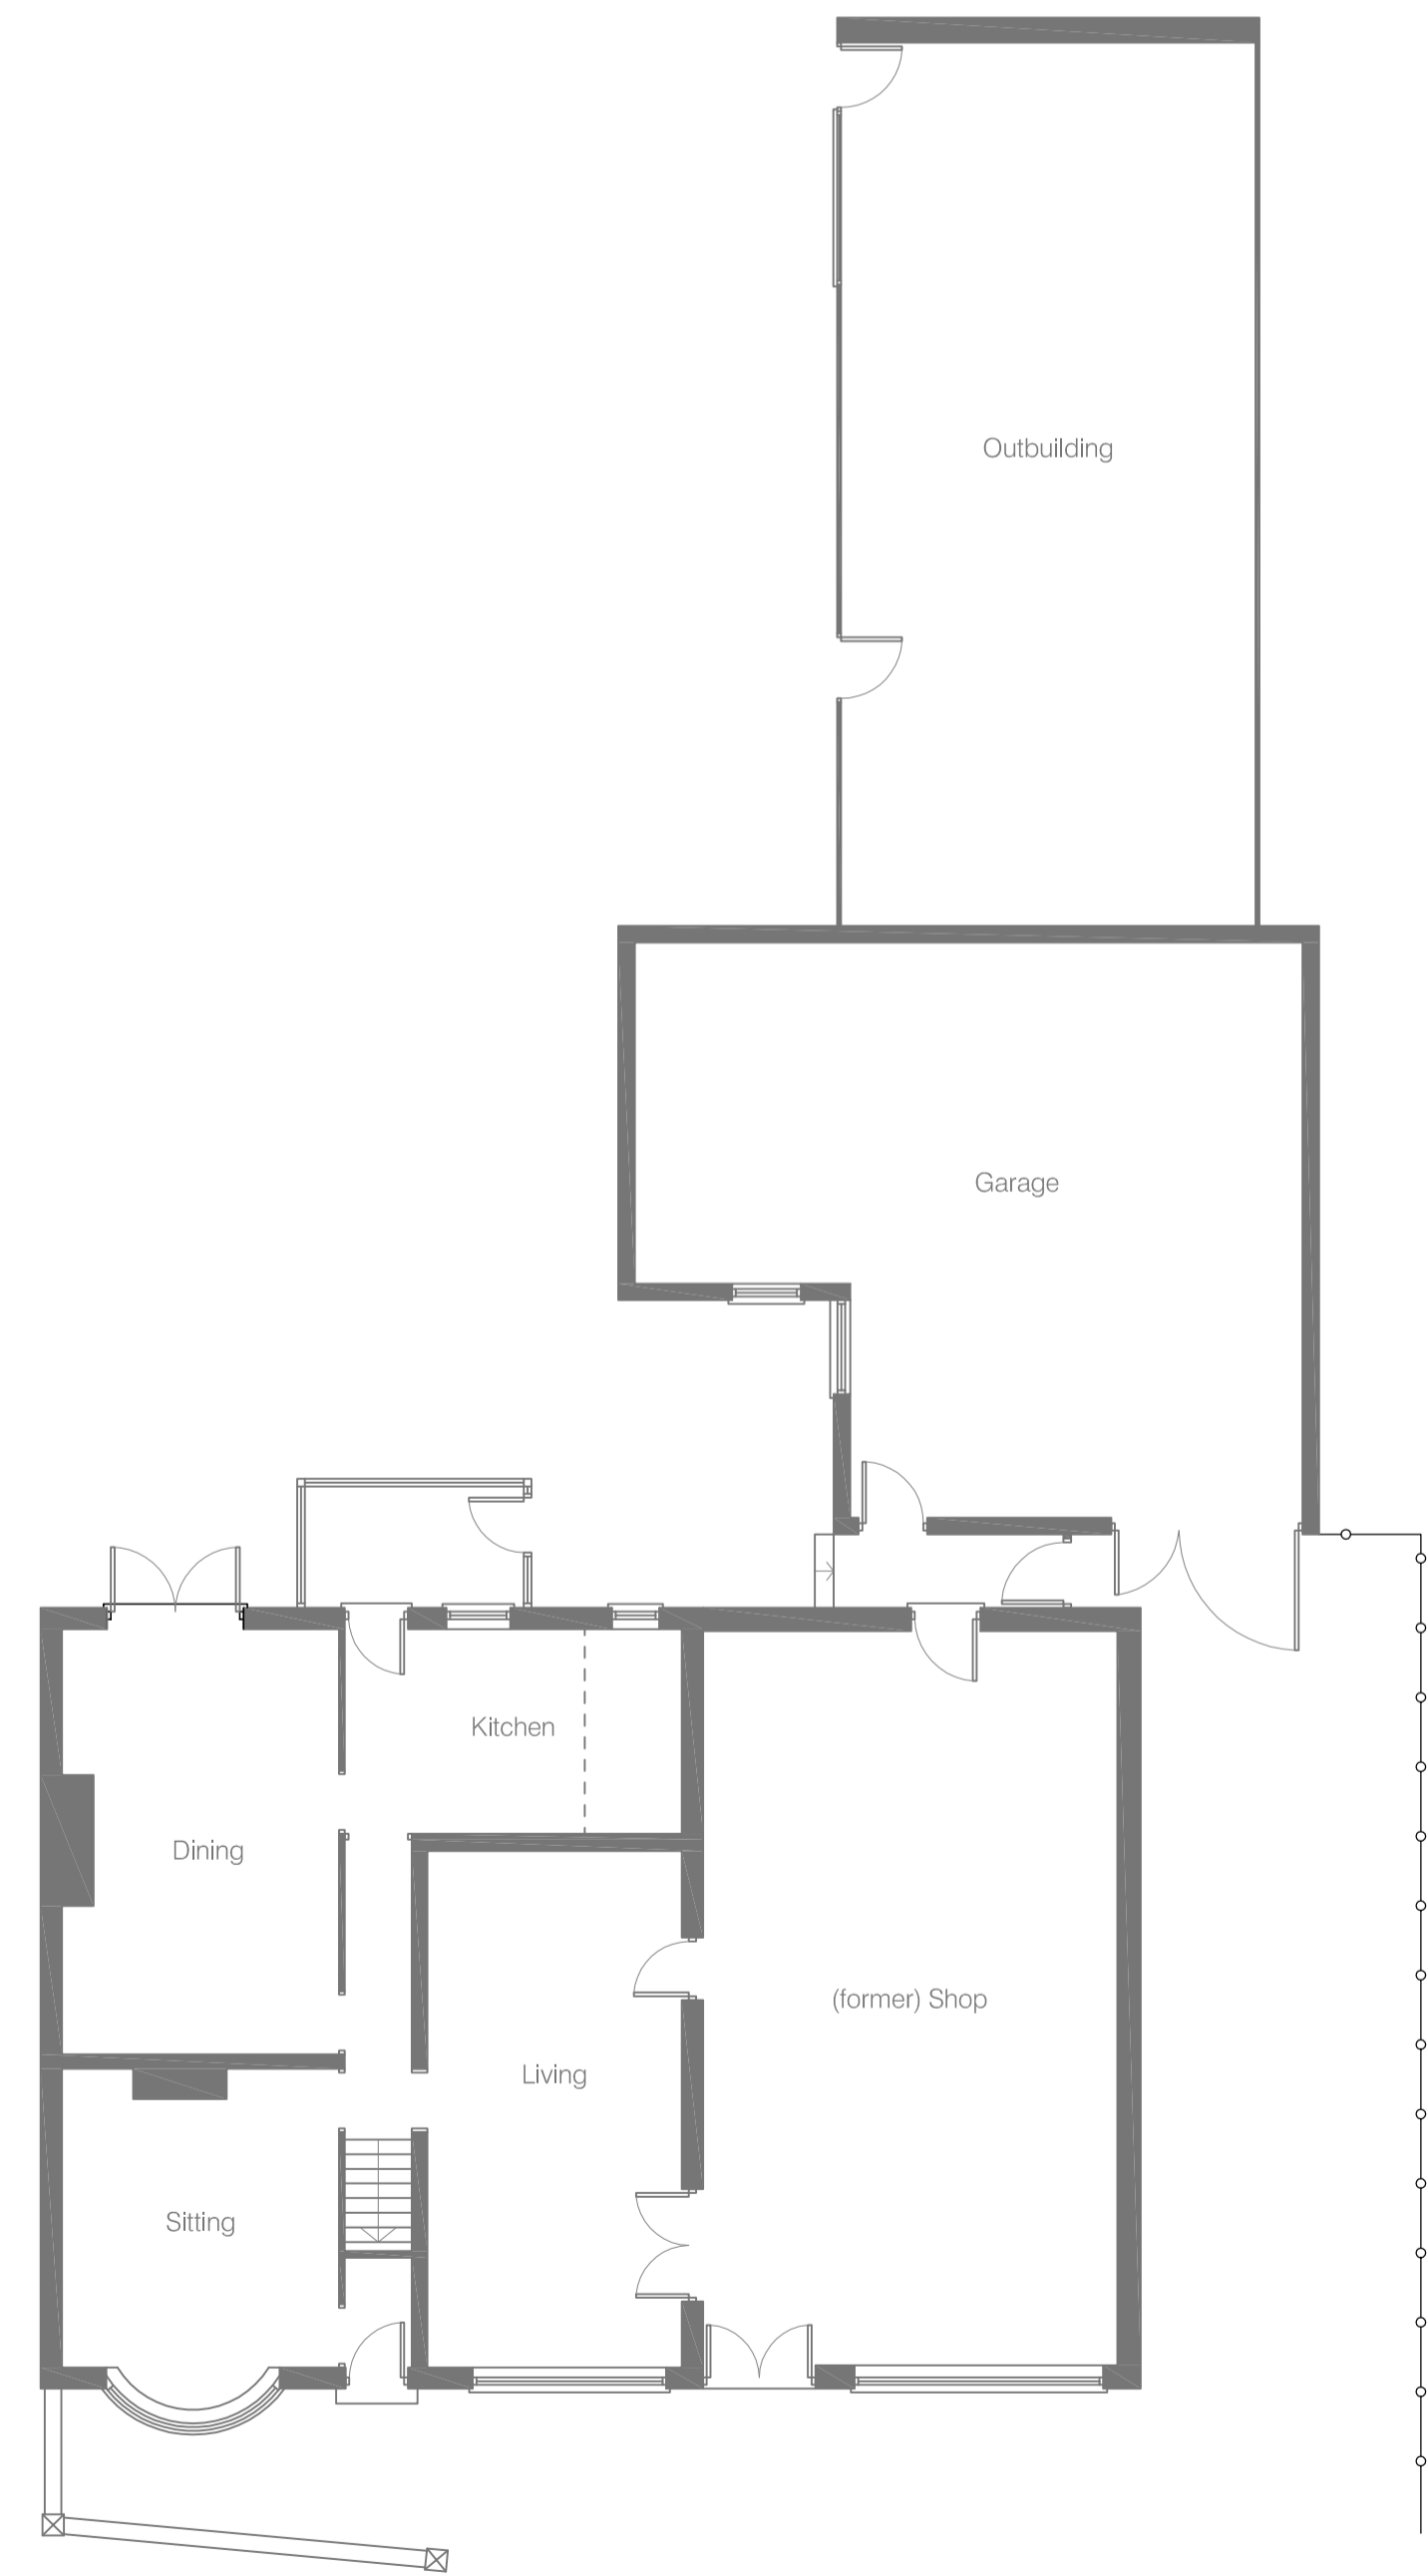 Outbuilding
Garage
Kitchen
Dining
(former) Shop
Living
Sitting